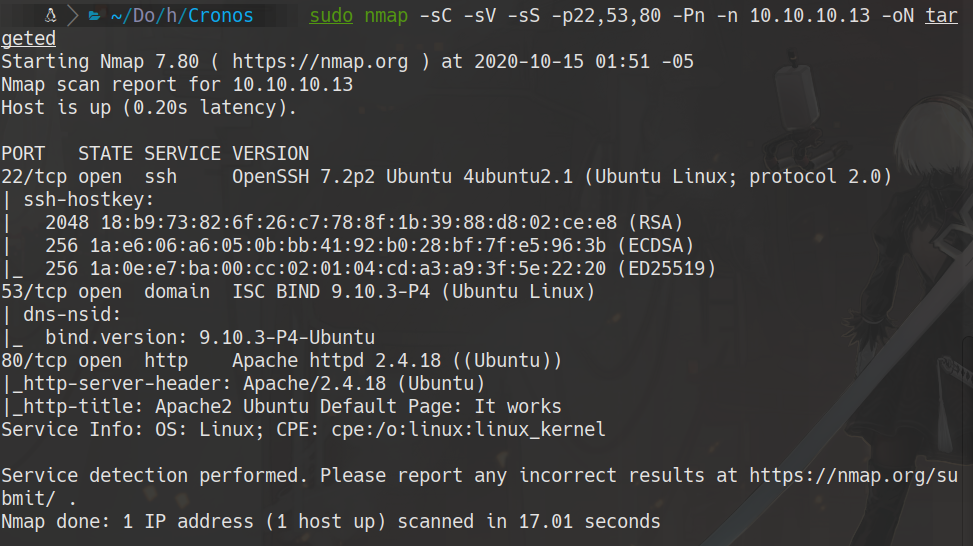 ~/Do/h/Cronos sudo nmap -sC -sV -sS -p22,53,80 -Pn -n 10.10.10.13 -oN tar
geted
Starting Nmap 7.80 ( https://nmap.org ) at 2020-10-15 01:51 -05
Nmap scan report for 10.10.10.13
Host is up (0.20s latency).
PORT   STATE SERVICE VERSION
22/tcp open  ssh     OpenSSH 7.2p2 Ubuntu 4ubuntu2.1 (Ubuntu Linux; protocol 2.0)
| ssh-hostkey:
|   2048 18:b9:73:82:6f:26:c7:78:8f:1b:39:88:d8:02:ce:e8 (RSA)
|   256 1a:e6:06:a6:05:0b:bb:41:92:b0:28:bf:7f:e5:96:3b (ECDSA)
|_  256 1a:0e:e7:ba:00:cc:02:01:04:cd:a3:a9:3f:5e:22:20 (ED25519)
53/tcp open  domain  ISC BIND 9.10.3-P4 (Ubuntu Linux)
| dns-nsid:
|_  bind.version: 9.10.3-P4-Ubuntu
80/tcp open  http    Apache httpd 2.4.18 ((Ubuntu))
|_http-server-header: Apache/2.4.18 (Ubuntu)
|_http-title: Apache2 Ubuntu Default Page: It works
Service Info: OS: Linux; CPE: cpe:/o:linux:linux_kernel
Service detection performed. Please report any incorrect results at https://nmap.org/su
bmit/ .
Nmap done: 1 IP address (1 host up) scanned in 17.01 seconds